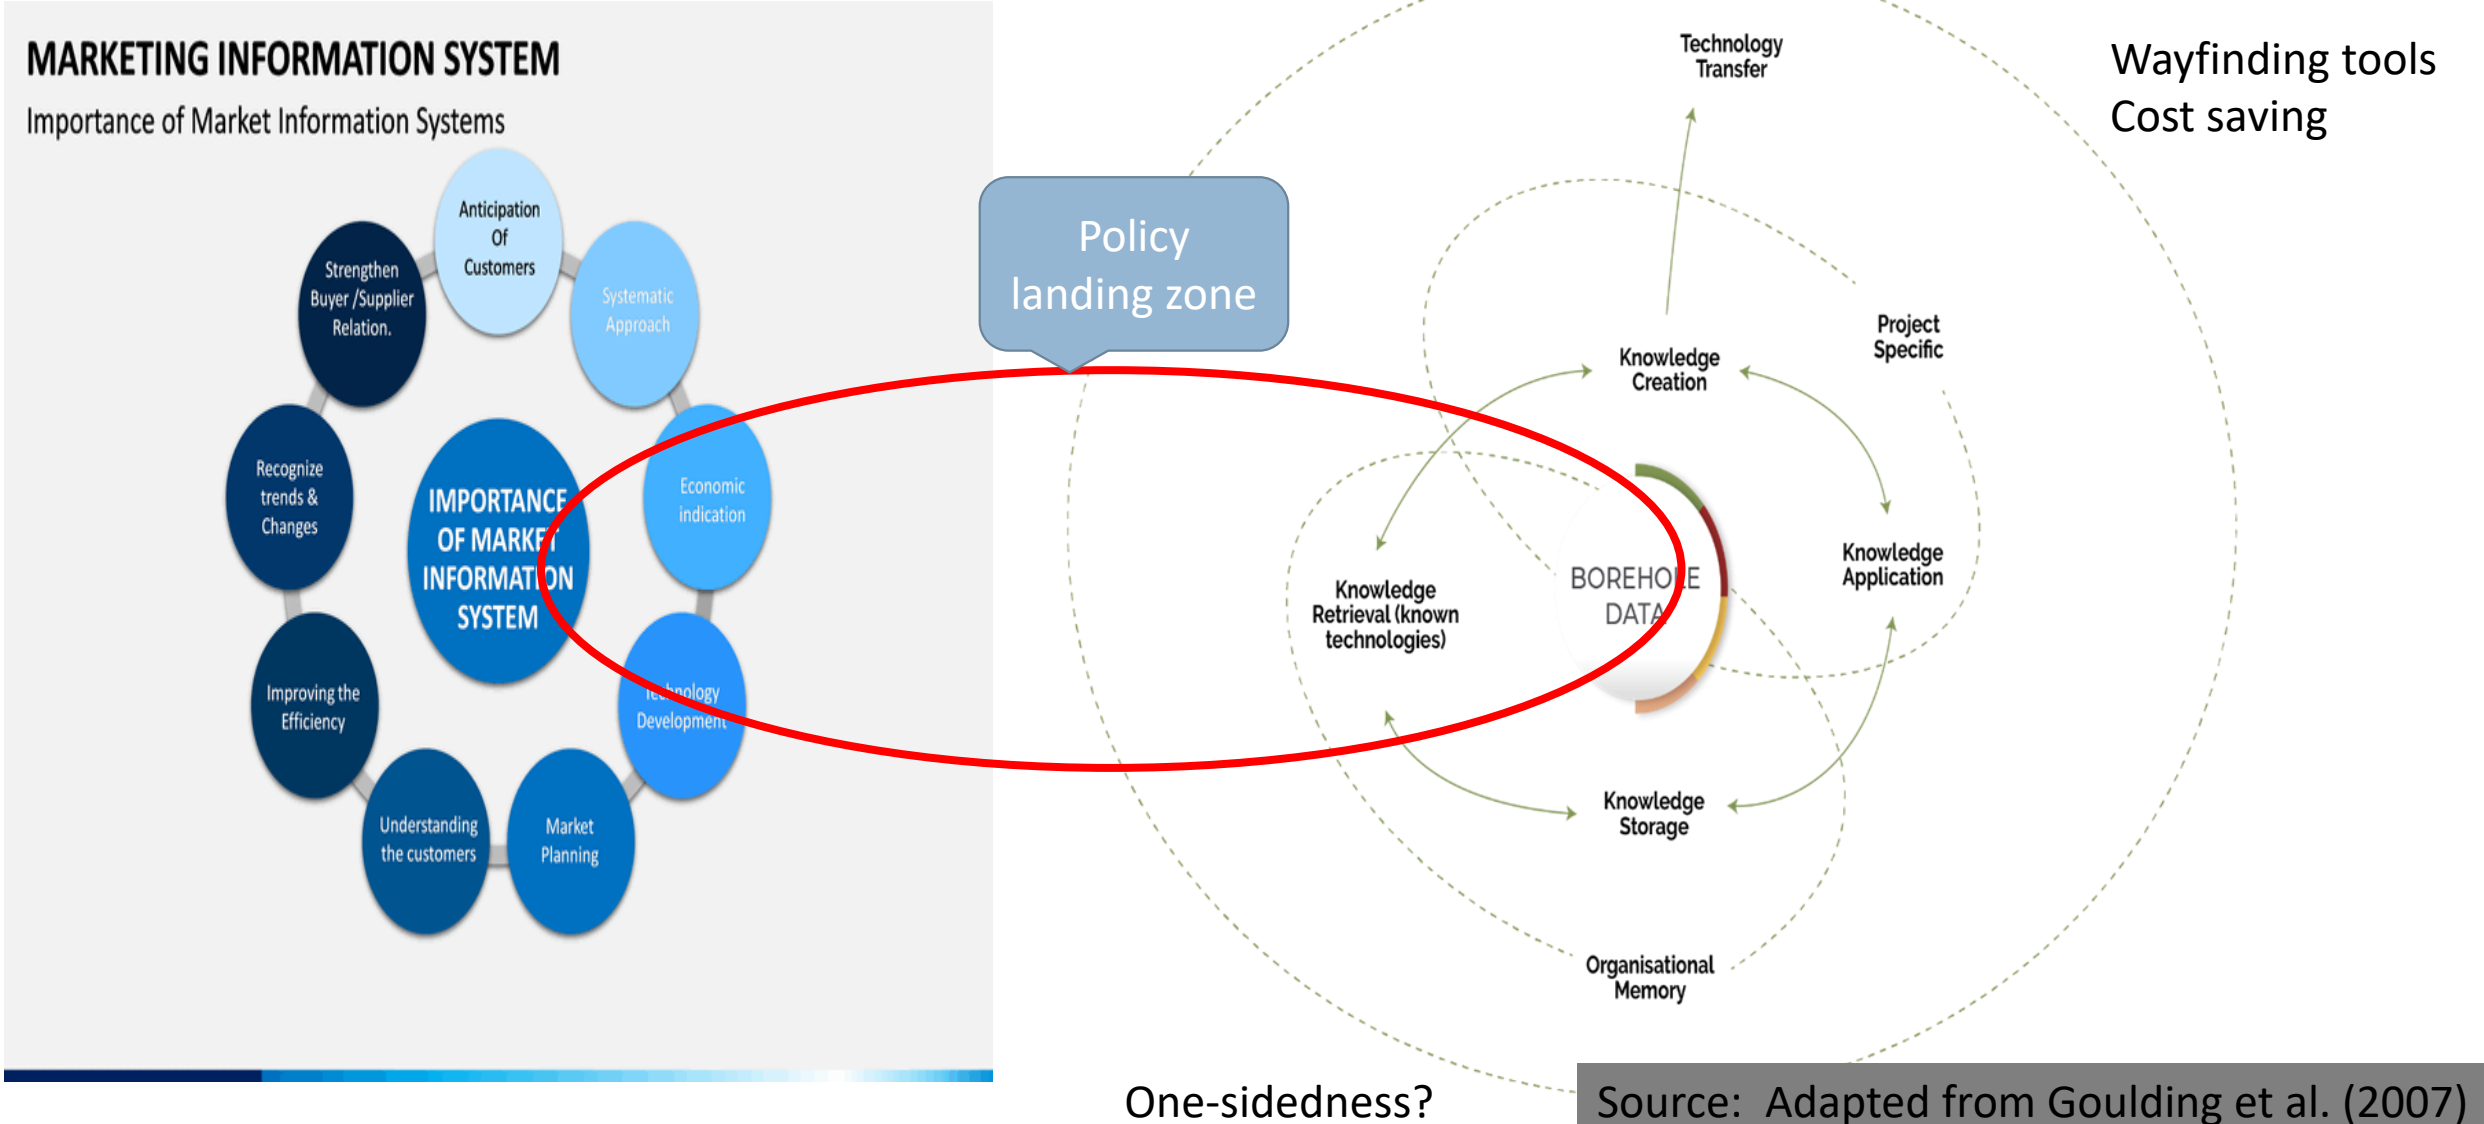 MARKETING INFORMATION SYSTEM
Importance of Market Information Systems
Anticipation
Of
Customers
Systematic
Approach
Economic
indication
Technology
Development
Market
Planning
Understanding
the customers
Improving the
Efficiency
Recognize
trends &
Changes
Strengthen
Buyer /Supplier
Relation.
IMPORTANCE
OF MARKET
INFORMATION
SYSTEM
Policy
landing zone
Technology
Transfer
Wayfinding tools
Cost saving
Project
Specific
Knowledge
Creation
Knowledge
Application
BOREHOLE
DATA
Knowledge
Retrieval (known
technologies)
Knowledge
Storage
Organisational
Memory
One-sidedness?
Source:  Adapted from Goulding et al. (2007)